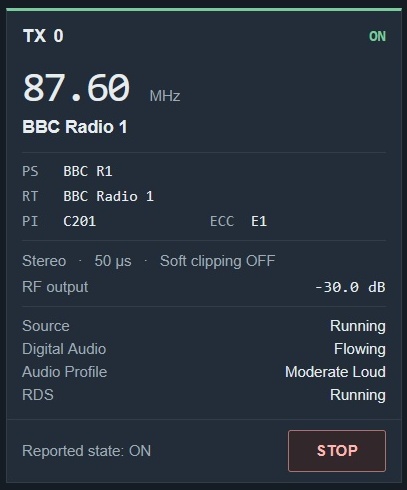 TX 0 ON
87.60 MHz
BBC Radio 1
PS BBC R1
RT BBC Radio 1
PI C201 ECC E1
Stereo · 50 µs · Soft clipping OFF
RF output -30.0 dB
Source Running
Digital Audio Flowing
Audio Profile Moderate Loud
RDS Running
Reported state: ON STOP